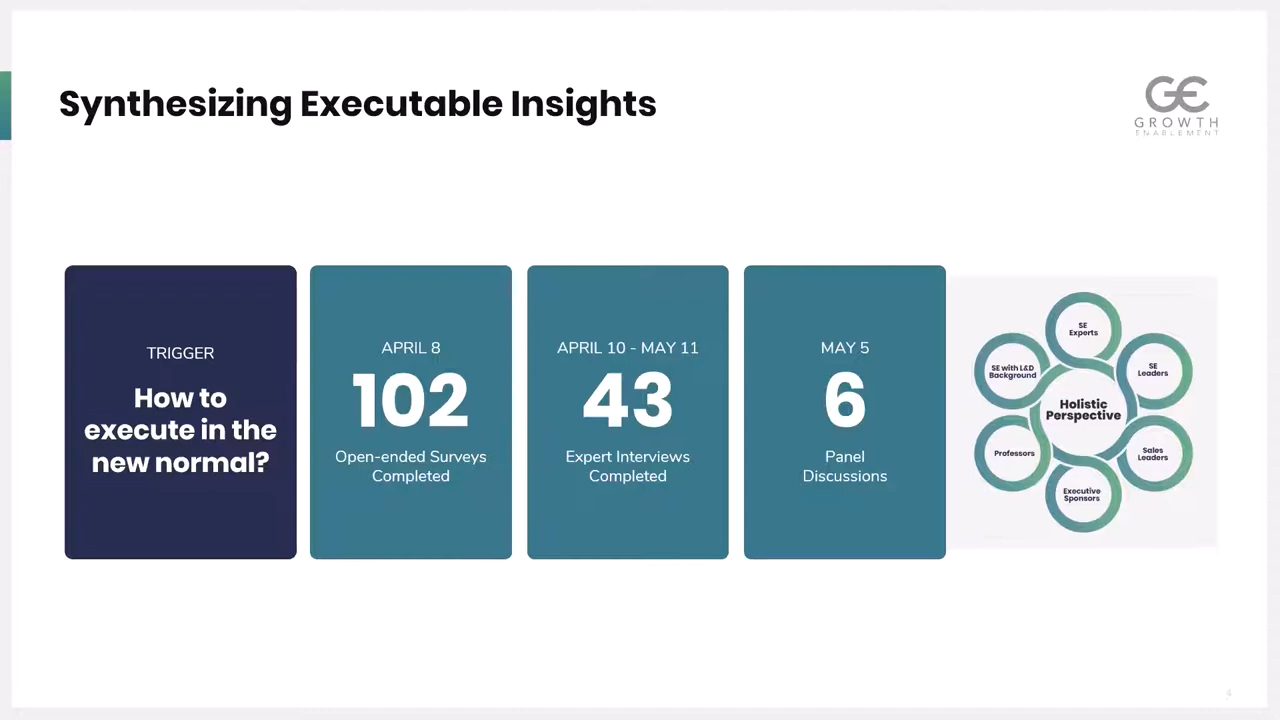 Synthesizing Executable Insights
GE
GROWTH
ENABLEMENT
TRIGGER
How to
execute in the
new normal?
APRIL 8
102
Open-ended Surveys
Completed
APRIL 10 - MAY 11
43
Expert Interviews
Completed
MAY 5
6
Panel
Discussions
SE
Experts
SE with L&D
Background
SE
Leaders
Holistic
Perspective
Professors
Sales
Leaders
Executive
Sponsors
4